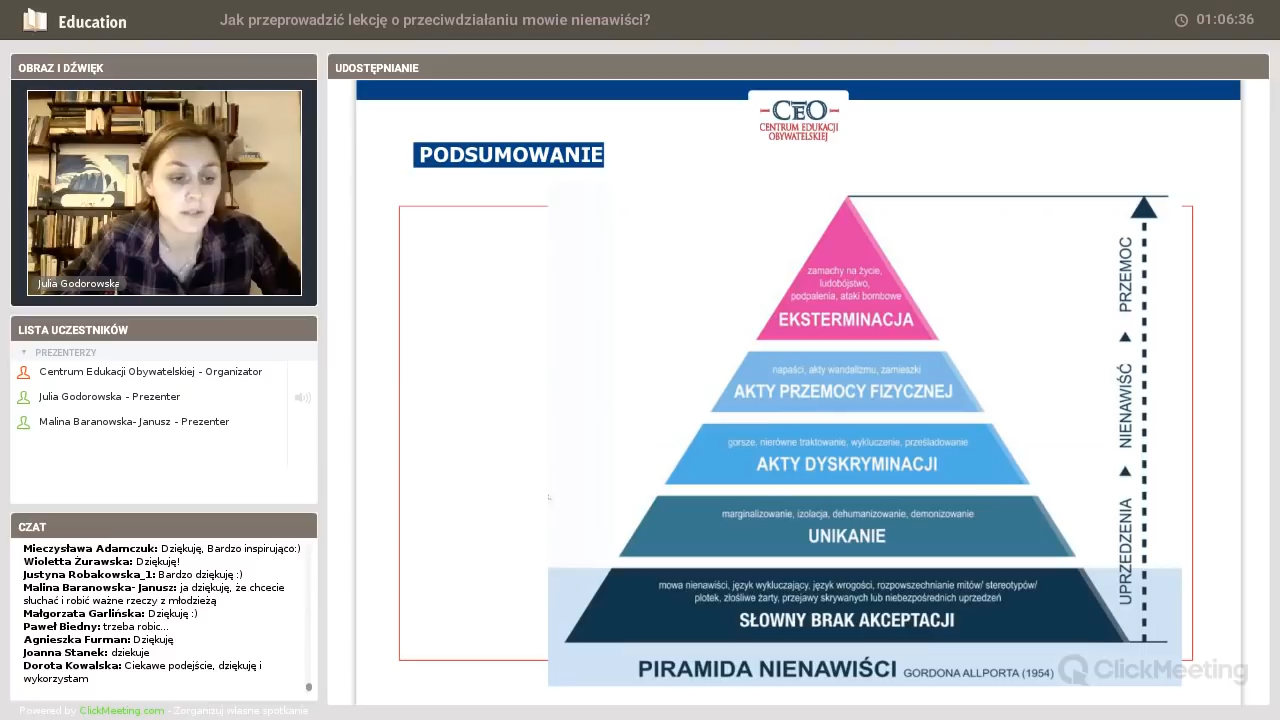 Education
Jak przeprowadzić lekcję o przeciwdziałaniu mowie nienawiści?
01:06:36
OBRAZ I DŹWIĘK
Julia Godorowska
LISTA UCZESTNIKÓW
PREZENTERZY
Centrum Edukacji Obywatelskiej - Organizator
Julia Godorowska - Prezenter
Malina Baranowska- Janusz - Prezenter
CZAT
Mieczysława Adamczuk: Dziękuję, Bardzo inspirująco:)
Wioletta Żurawska: Dziękuję!
Justyna Robakowska_1: Bardzo dziękuję :)
Malina Baranowska- Janusz: ja dziękuję, że chcecie
słuchać i robić ważne rzeczy z młodzieżą
Małgorzata Garlińska: Dziękuję :)
Paweł Biedny: trzeba robic...
Agnieszka Furman: Dziękuję
Joanna Stanek: dziekuje
Dorota Kowalska: Ciekawe podejście, dziękuję i
wykorzystam
Powered by ClickMeeting.com - Zorganizuj własne spotkanie
UDOSTĘPNIANIE
CEO
CENTRUM EDUKACJI
OBYWATELSKIEJ
PODSUMOWANIE
zamachy na życie,
ludobójstwo,
podpalenia, ataki bombowe
EKSTERMINACJA
napaści, akty wandalizmu, zamieszki
AKTY PRZEMOCY FIZYCZNEJ
gorsze, nierówne traktowanie, wykluczenie, prześladowanie
AKTY DYSKRYMINACJI
marginalizowanie, izolacja, dehumanizowanie, demonizowanie
UNIKANIE
mowa nienawiści, język wykluczający, język wrogości, rozpowszechnianie mitów/ stereotypów/
plotek, złośliwe żarty, przejawy skrywanych lub niebezpośrednich uprzedzeń
SŁOWNY BRAK AKCEPTACJI
UPRZEDZENIA
NIENAWIŚĆ
PRZEMOC
PIRAMIDA NIENAWIŚCI GORDONA ALLPORTA (1954)
ClickMeeting